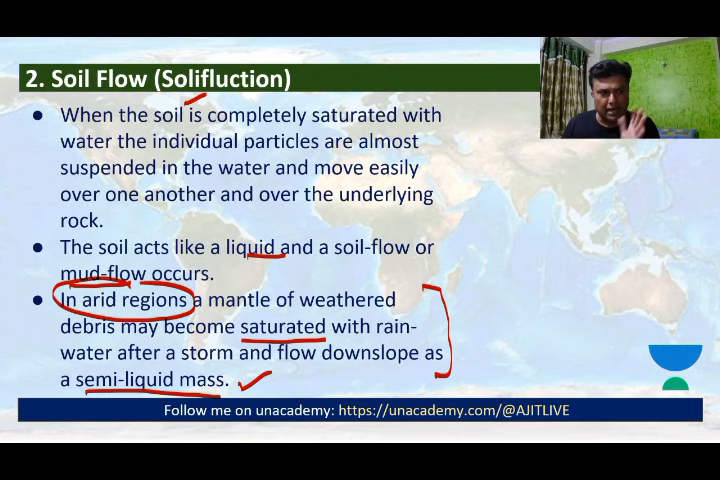 2. Soil Flow (Solifluction)
● When the soil is completely saturated with
water the individual particles are almost
suspended in the water and move easily
over one another and over the underlying
rock.
● The soil acts like a liquid and a soil-flow or
mud-flow occurs.
● In arid regions a mantle of weathered
debris may become saturated with rain-
water after a storm and flow downslope as
a semi-liquid mass.
Follow me on unacademy: https://unacademy.com/@AJITLIVE